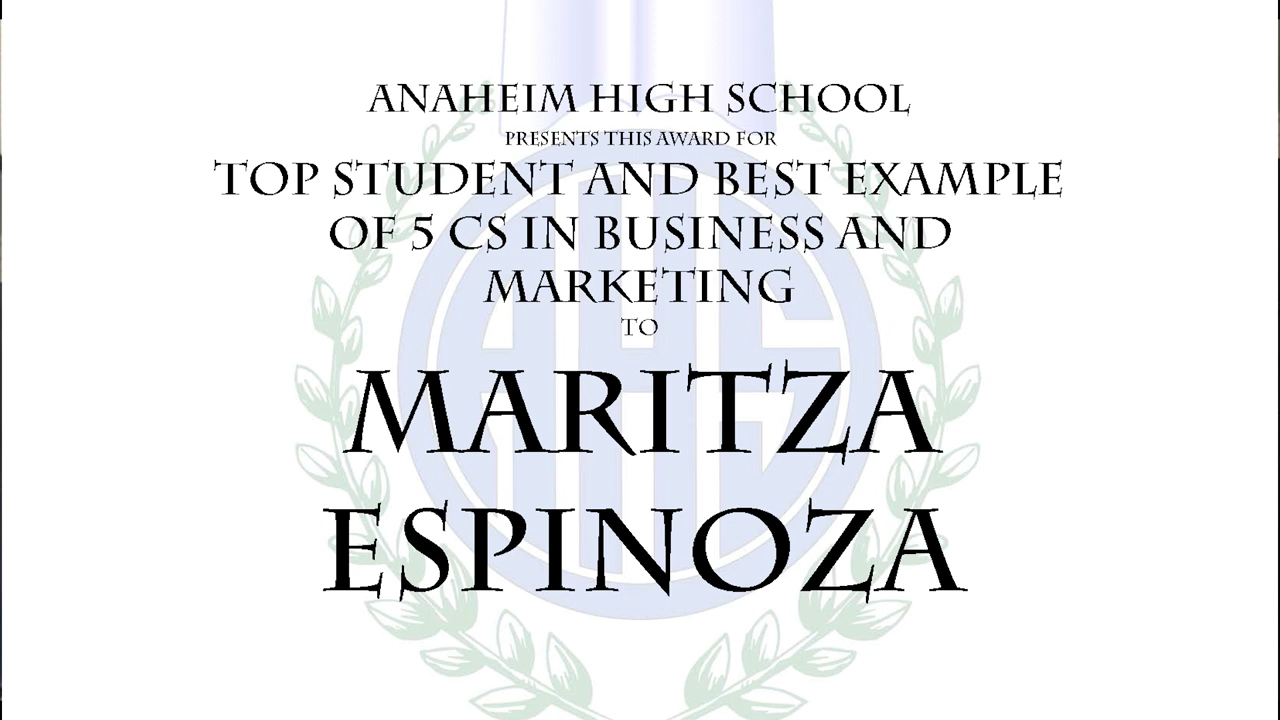 ANAHEIM HIGH SCHOOL
PRESENTS THIS AWARD FOR
TOP STUDENT AND BEST EXAMPLE
OF 5 CS IN BUSINESS AND
MARKETING
TO
MARITZA
ESPINOZA